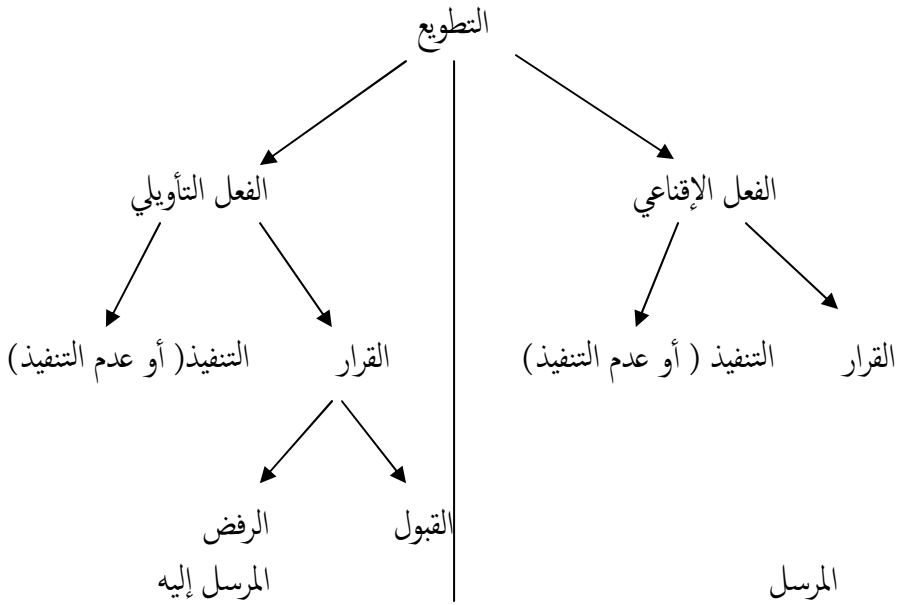 التطويع
الفعل الإقناعي
الفعل التأويلي
القرار
التنفيذ ( أو عدم التنفيذ)
القرار
التنفيذ( أو عدم التنفيذ)
القبول
الرفض
المرسل
المرسل إليه